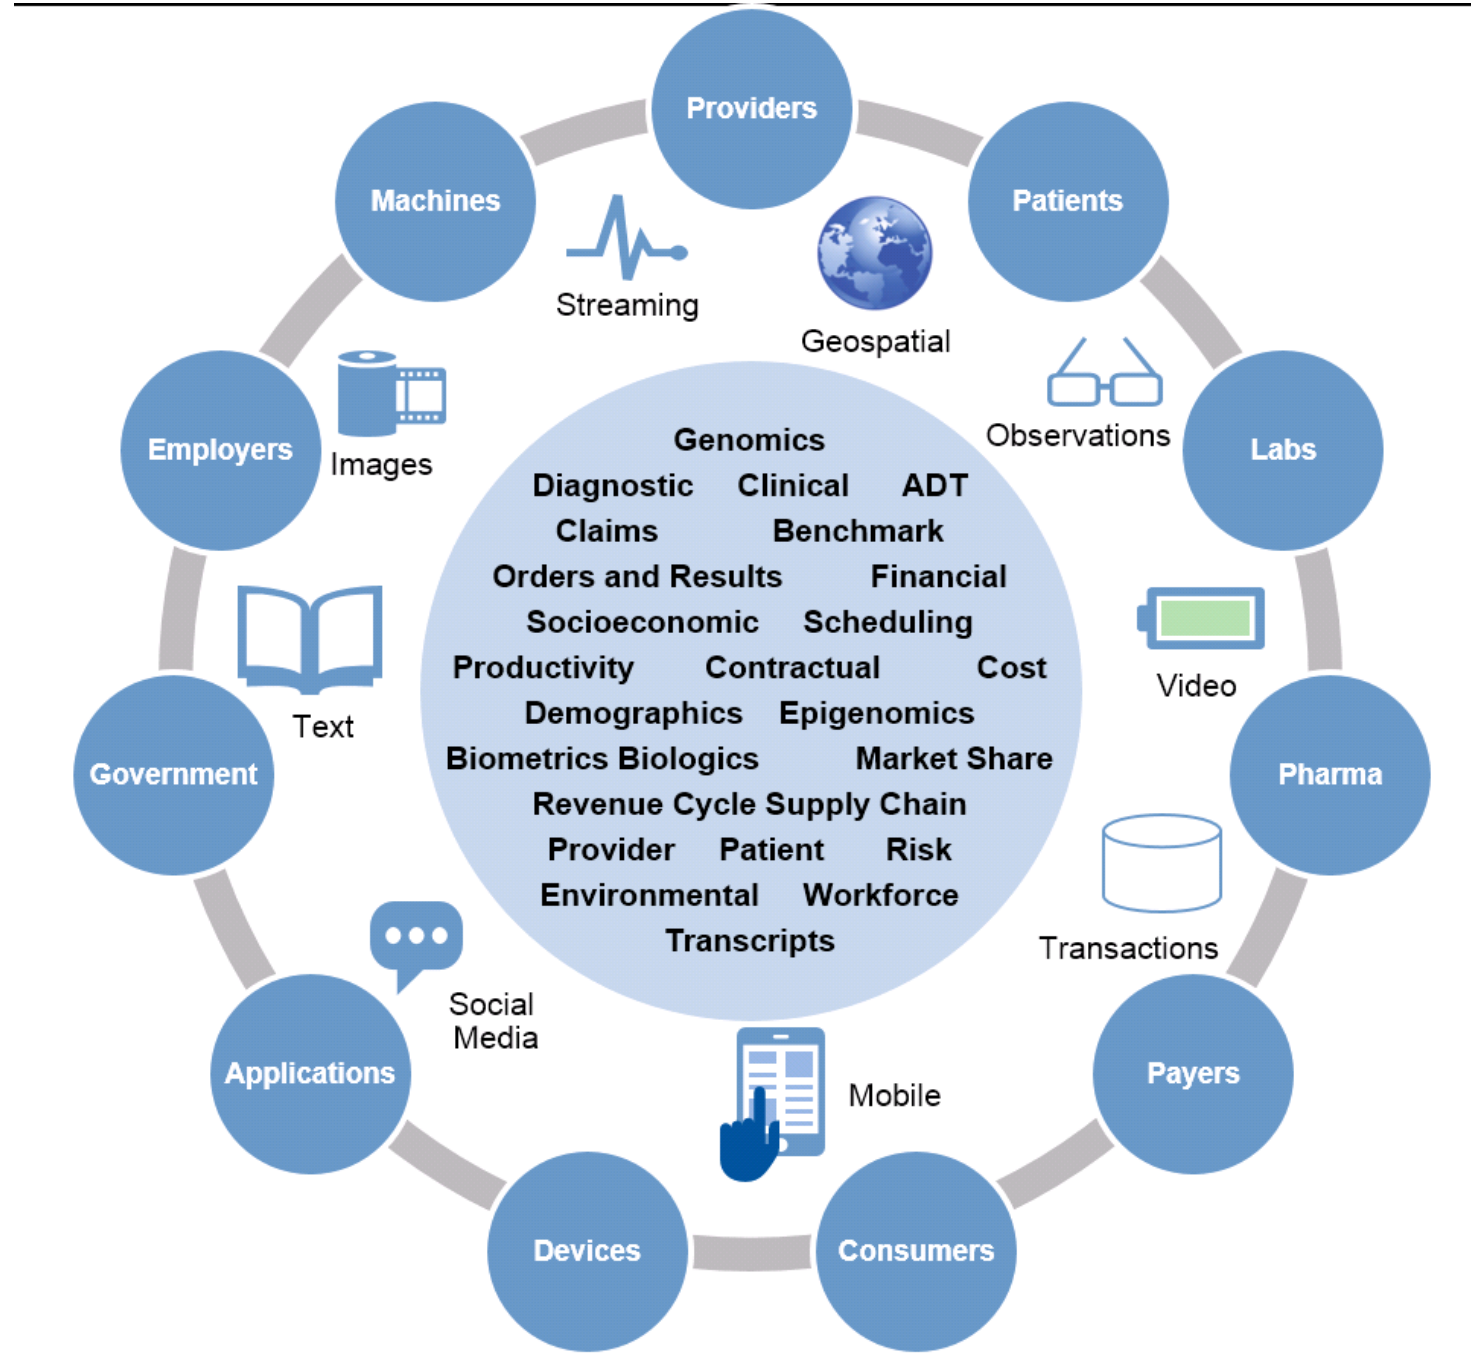 Providers
Machines
Patients
Streaming
Geospatial
Observations
Employers
Images
Labs
Genomics
Diagnostic Clinical ADT
Claims Benchmark
Orders and Results Financial
Socioeconomic Scheduling
Productivity Contractual Cost
Demographics Epigenomics
Biometrics Biologics Market Share
Revenue Cycle Supply Chain
Provider Patient Risk
Environmental Workforce
Transcripts
Text
Video
Government
Pharma
Transactions
Social
Media
Applications
Mobile
Payers
Devices
Consumers